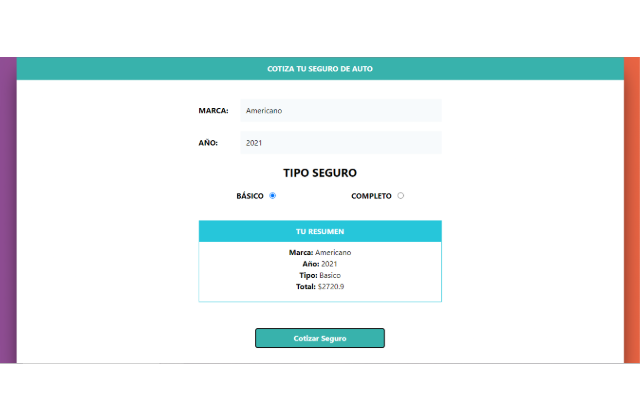 COTIZA TU SEGURO DE AUTO
MARCA: Americano
AÑO: 2021
TIPO SEGURO
BÁSICO COMPLETO
TU RESUMEN
Marca: Americano
Año: 2021
Tipo: Basico
Total: $2720.9
Cotizar Seguro